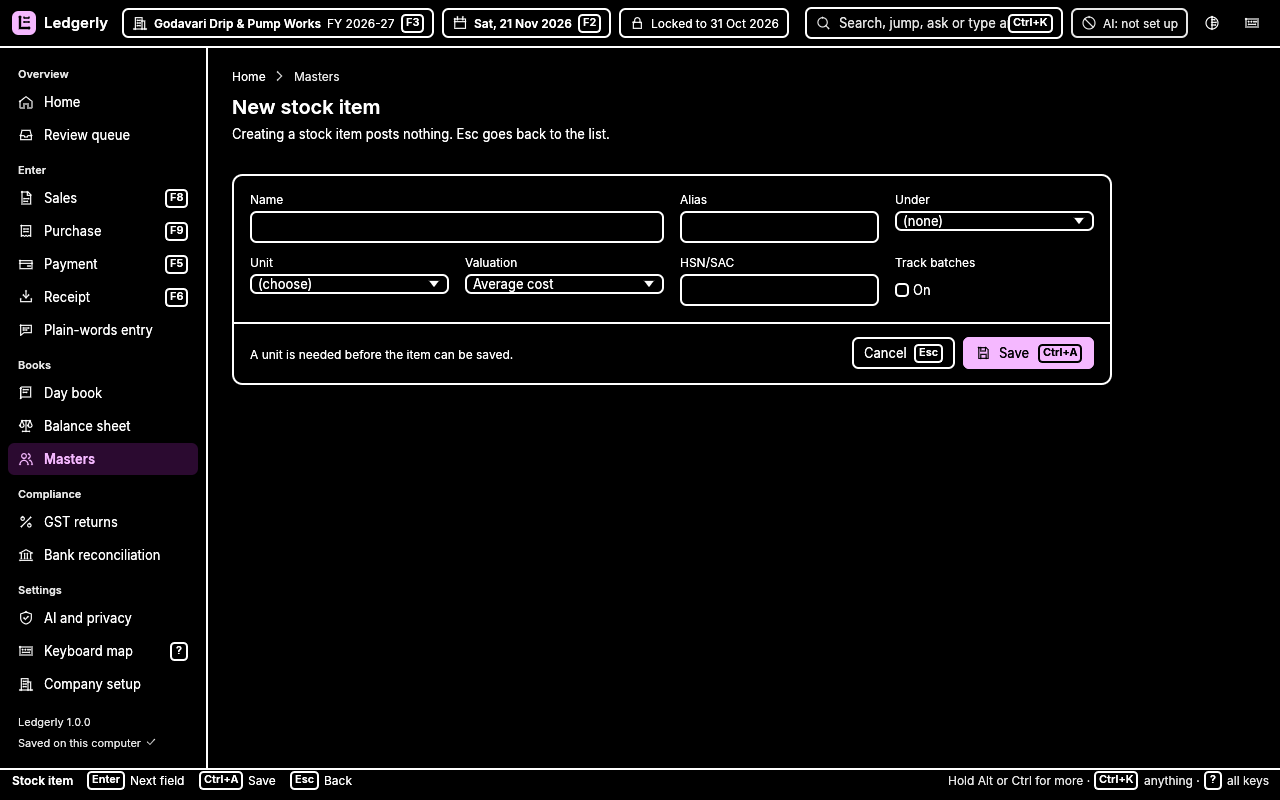 Ledgerly
Godavari Drip & Pump Works FY 2026-27 F3
Sat, 21 Nov 2026 F2
Locked to 31 Oct 2026
Search, jump, ask or type a Ctrl+K
AI: not set up
Overview
Home
Review queue
Enter
Sales F8
Purchase F9
Payment F5
Receipt F6
Plain-words entry
Books
Day book
Balance sheet
Masters
Compliance
GST returns
Bank reconciliation
Settings
AI and privacy
Keyboard map ?
Company setup
Ledgerly 1.0.0
Saved on this computer
Home > Masters
New stock item
Creating a stock item posts nothing. Esc goes back to the list.
Name
Alias
Under
(none)
Unit
(choose)
Valuation
Average cost
HSN/SAC
Track batches
On
A unit is needed before the item can be saved.
Cancel Esc
Save Ctrl+A
Stock item Enter Next field Ctrl+A Save Esc Back
Hold Alt or Ctrl for more · Ctrl+K anything · ? all keys